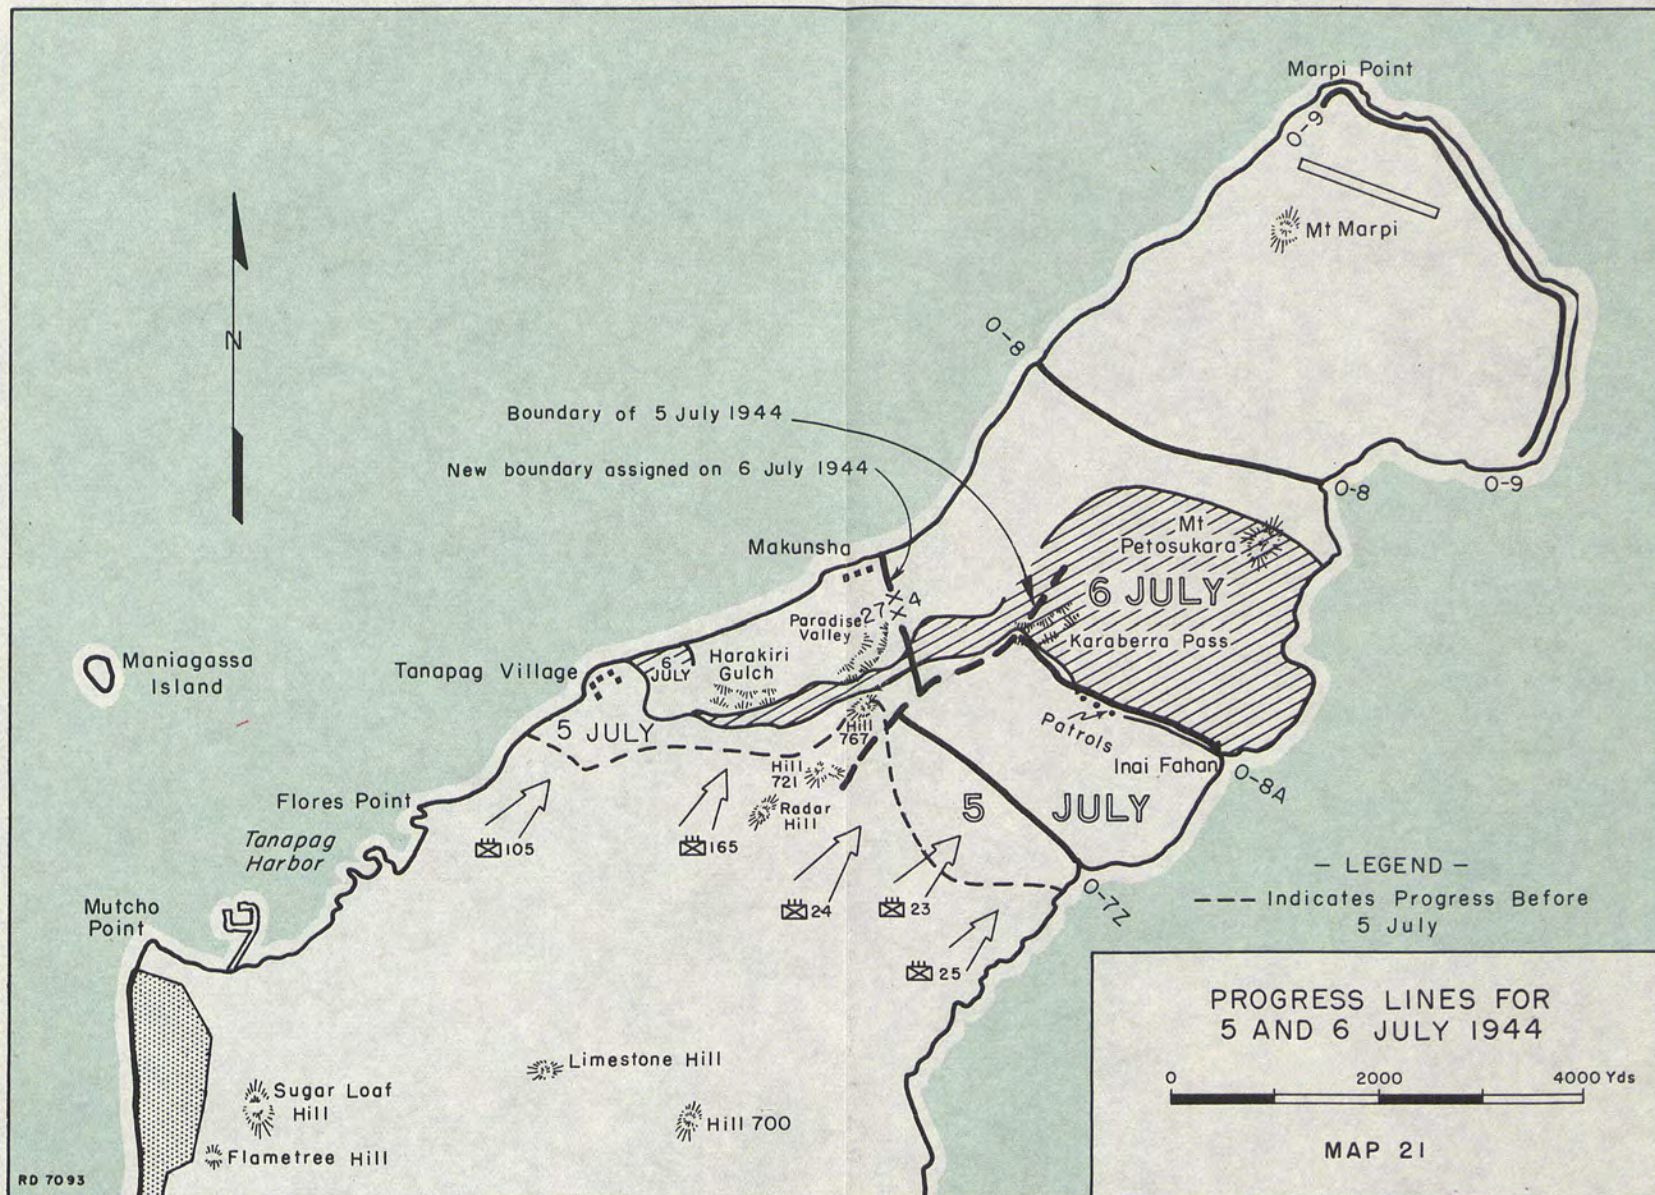 Marpi Point
O-9
Mt Marpi
N
O-8
Boundary of 5 July 1944
New boundary assigned on 6 July 1944
O-8
O-9
Mt
Petosukara
Makunsha
6 JULY
4
27
Paradise
Valley
Karaberra Pass
Maniagassa
Island
Tanapag Village
6
JULY
Harakiri
Gulch
5 JULY
Hill
767
Patrols
Hill
721
Inai Fahan
O-8A
Flores Point
Radar
Hill
5 JULY
Tanapag
Harbor
105
165
— LEGEND —
Indicates Progress Before
5 July
Mutcho
Point
24
23
O-7Z
25
PROGRESS LINES FOR
5 AND 6 JULY 1944
0 2000 4000 Yds
MAP 21
Limestone Hill
Sugar Loaf
Hill
Hill 700
Flametree Hill
RD 7093